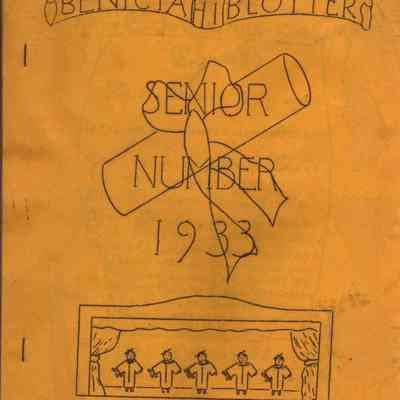 BENICIA HI BLOTTER
SENIOR
NUMBER
1933